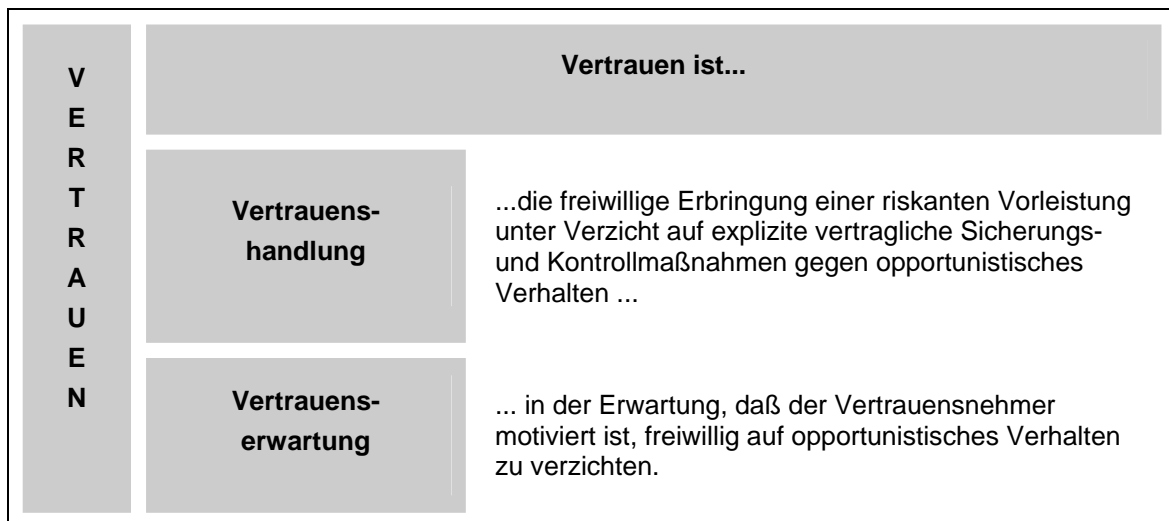 VERTRAUEN
Vertrauen ist...
Vertrauens-
handlung
...die freiwillige Erbringung einer riskanten Vorleistung
unter Verzicht auf explizite vertragliche Sicherungs-
und Kontrollmaßnahmen gegen opportunistisches
Verhalten ...
Vertrauens-
erwartung
... in der Erwartung, daß der Vertrauensnehmer
motiviert ist, freiwillig auf opportunistisches Verhalten
zu verzichten.